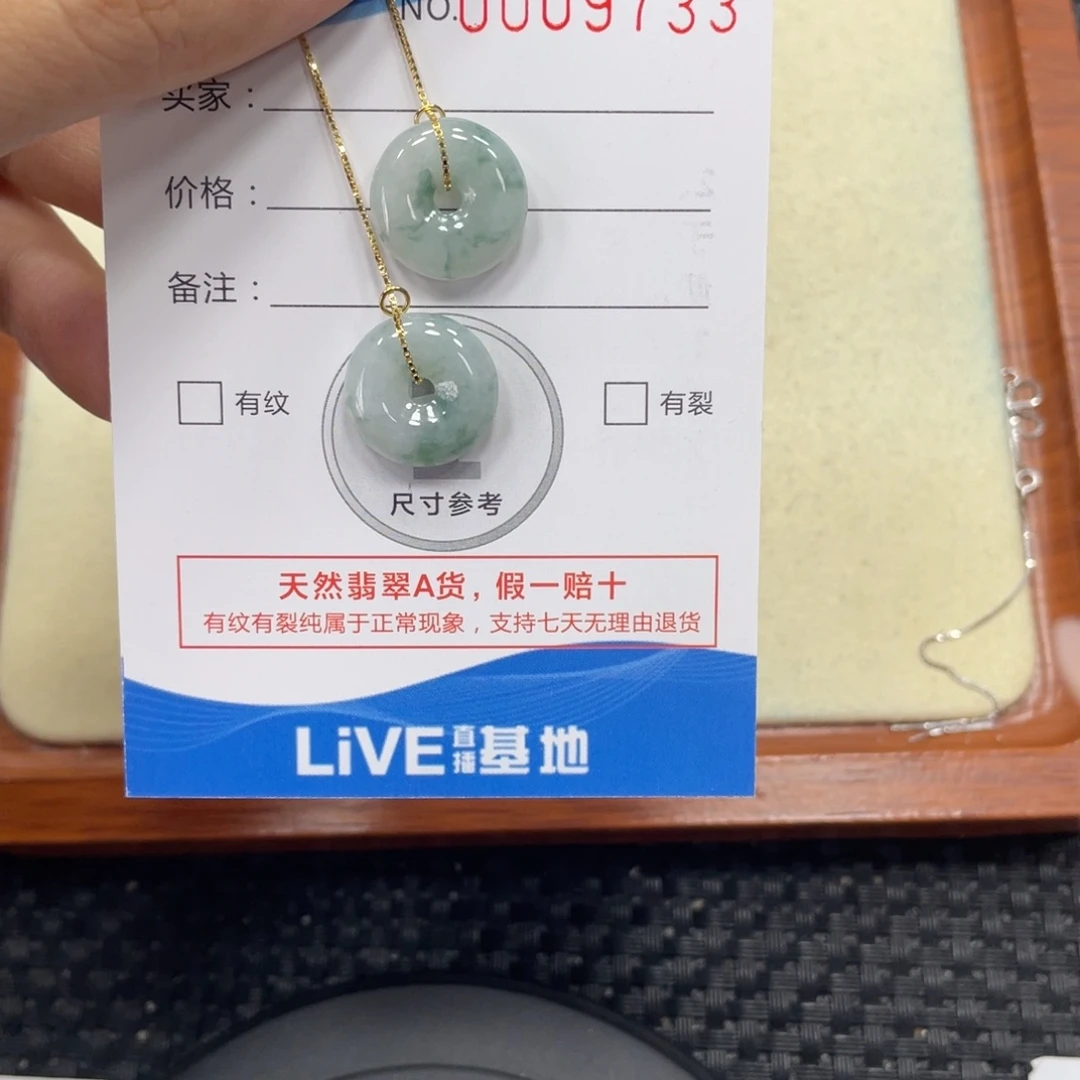 NO.0009733
买家：
价格：
备注：
有纹
有裂
尺寸参考
天然翡翠A货，假一赔十
有纹有裂纯属于正常现象，支持七天无理由退货
LiVE直播基地